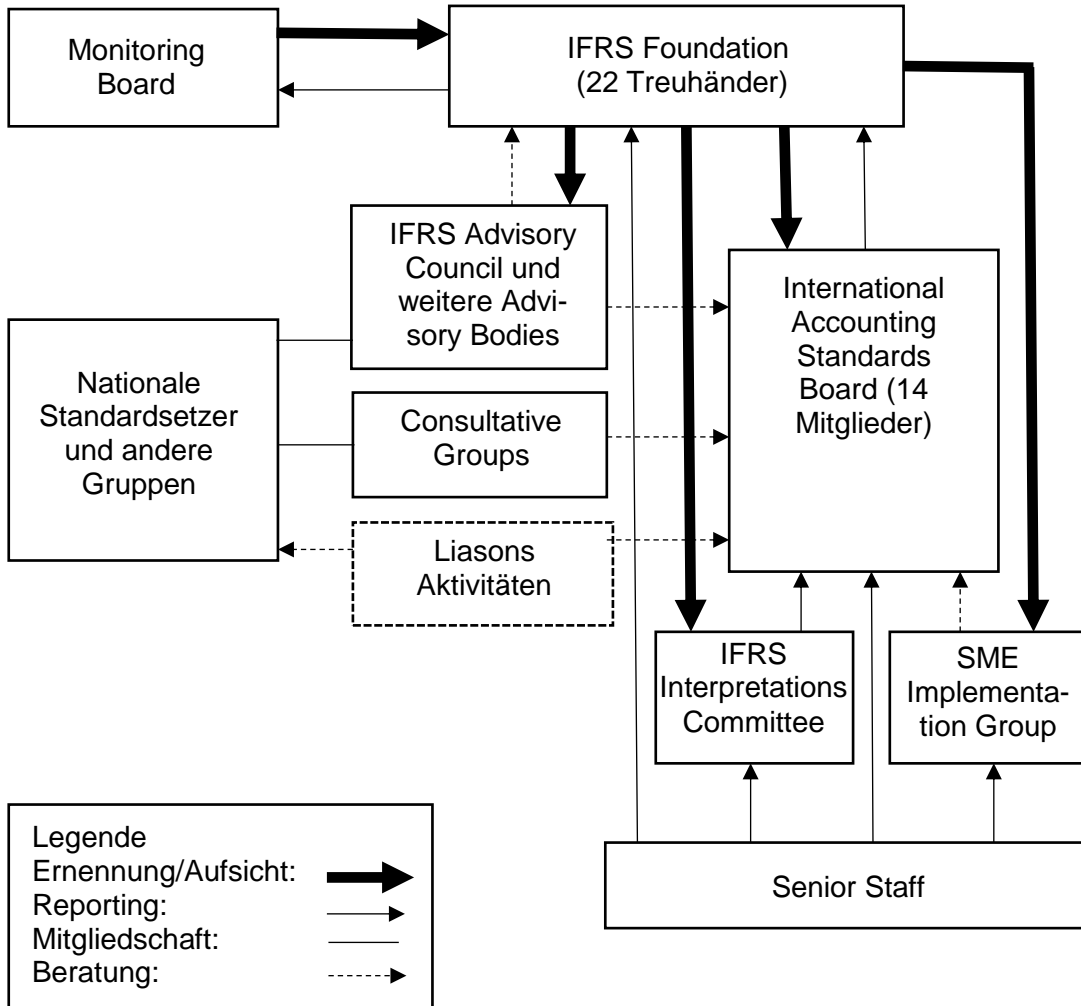 Monitoring
Board
IFRS Foundation
(22 Treuhänder)
IFRS Advisory
Council und
weitere Advi-
sory Bodies
International
Accounting
Standards
Board (14
Mitglieder)
Nationale
Standardsetzer
und andere
Gruppen
Consultative
Groups
Liasons
Aktivitäten
IFRS
Interpretations
Committee
SME
Implementa-
tion Group
Legende
Ernennung/Aufsicht:
Reporting:
Mitgliedschaft:
Beratung:
Senior Staff